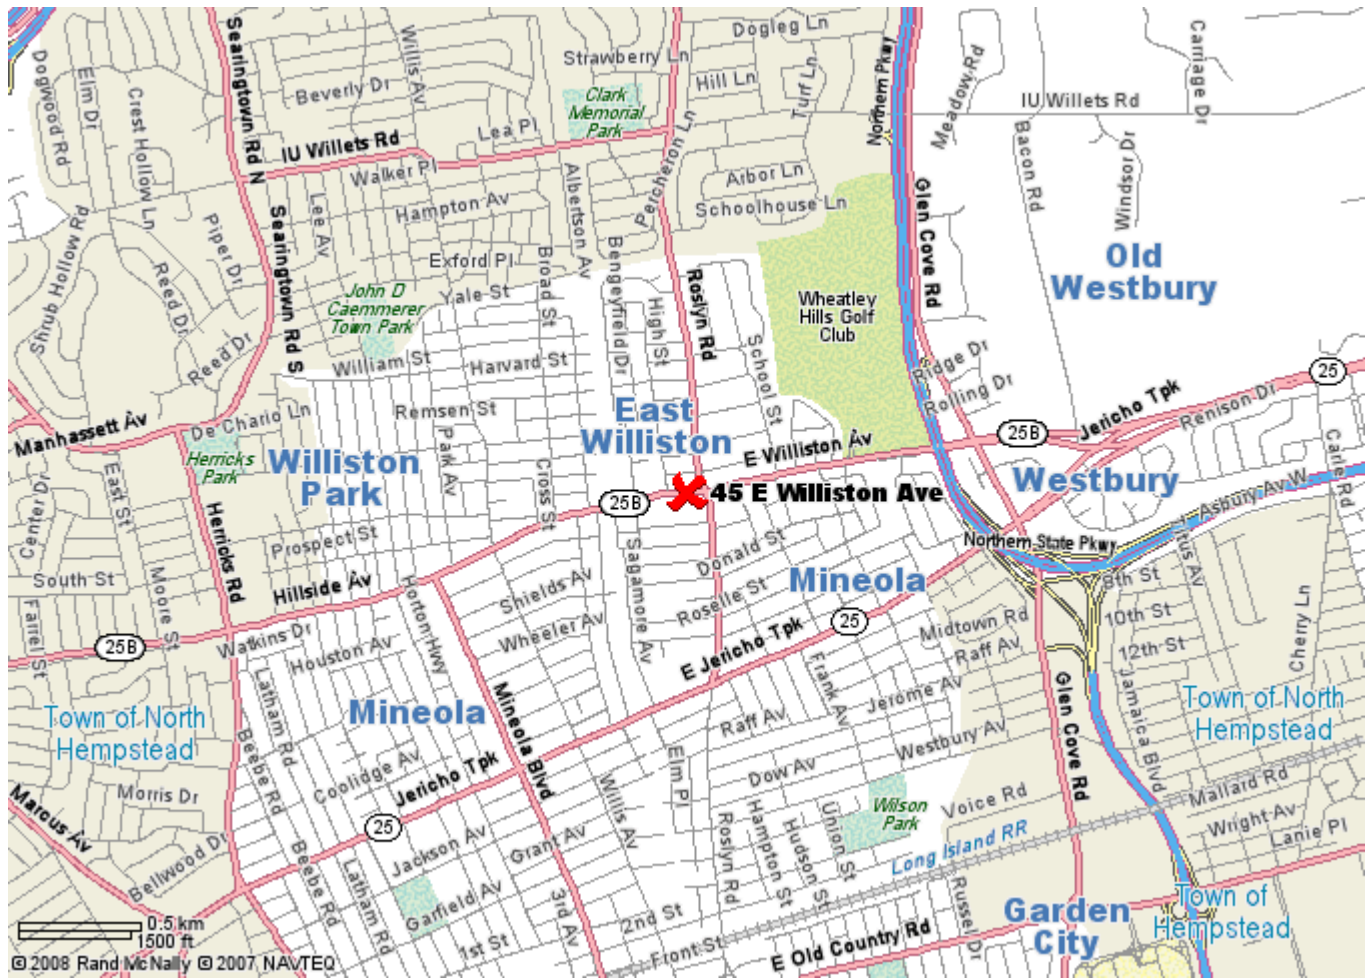 Dogleg Ln
Strawberry Ln
Searingtown Rd N
Willis Av
Dogwood Rd
Elm Dr
Crest Hollow Ln
Beverly Dr
Clark
Memorial
Park
Hill Ln
Turf Ln
Northern Pkwy
Meadow Rd
Carriage Dr
IU Willets Rd
Lea Pl
IU Willets Rd
Walker Pl
Percheron Ln
Arbor Ln
Schoolhouse Ln
Bacon Rd
Windsor Dr
Glen Cove Rd
Albertson Av
Hampton Av
Lee Av
Piper Dr
Searingtown Rd S
Shrub Hollow Rd
Reed Dr
Reed Dr
Exford Pl
Broad St
Bengeyfield Dr
High St
Roslyn Rd
School St
Old
Westbury
Wheatley
Hills Golf
Club
John D
Caemmerer
Town Park
Yale St
William St
Harvard St
Remsen St
Park Av
Ridge Dr
Rolling Dr
25
Jericho Tpk
Renison Dr
Manhassett Av
De Chario Ln
Herricks
Park
Williston
Park
East
Williston
E Williston Av
25B
Westbury
Carle Rd
Asbury Av W
Center Dr
East St
Herricks Rd
Cross St
25B
45 E Williston Ave
Prospect St
Hillside Av
Northern State Pkwy
Titus Av
South St
Moore St
Farrel St
25B
Watkins Dr
Houston Av
Horton Hwy
Shields Av
Wheeler Av
Sagamore Av
Donald St
Roselle St
Mineola
25
8th St
10th St
12th St
Cherry Ln
Midtown Rd
Raff Av
E Jericho Tpk
Frank Av
Jerome Av
Glen Cove Rd
Jamaica Blvd
Town of North
Hempstead
Town of North
Hempstead
Latham Rd
Beebe Rd
Mineola
Mineola Blvd
Raff Av
Westbury Av
Coolidge Av
Jericho Tpk
25
Elm Pl
Dow Av
Wilson
Park
Voice Rd
Mallard Rd
Wright Av
Lanie Pl
Morris Dr
Marcus Av
Bellwood Dr
Beebe Rd
Latham Rd
Jackson Av
Garfield Av
Grant Av
Willis Av
3rd Av
Roslyn Rd
Hampton St
Hudson St
Union St
Long Island RR
Russel Dr
2nd St
1st St
Front St
E Old Country Rd
Garden
City
Town of
Hempstead
0.5 km
1500 ft
© 2008 Rand McNally © 2007 NAVTEQ